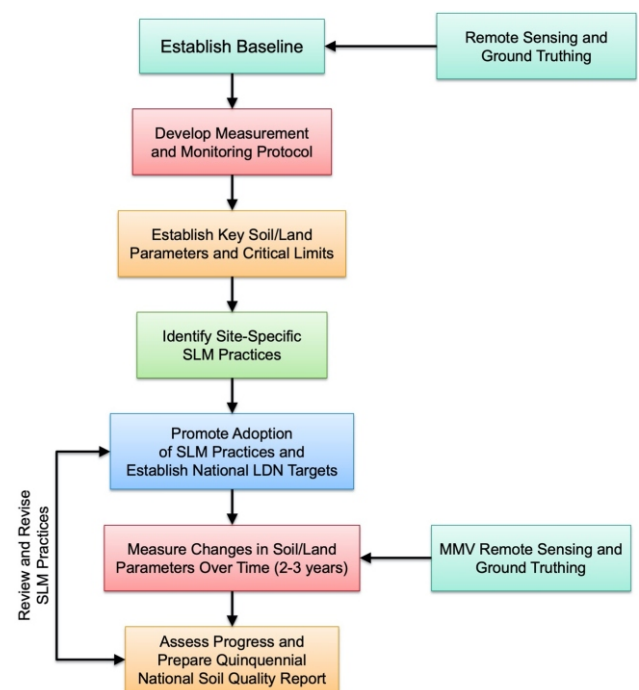 Establish Baseline
Remote Sensing and
Ground Truthing
Develop Measurement
and Monitoring Protocol
Establish Key Soil/Land
Parameters and Critical Limits
Identify Site-Specific
SLM Practices
Promote Adoption
of SLM Practices and
Establish National LDN Targets
Review and Revise
SLM Practices
Measure Changes in Soil/Land
Parameters Over Time (2-3 years)
MMV Remote Sensing and
Ground Truthing
Assess Progress and
Prepare Quinquennial
National Soil Quality Report